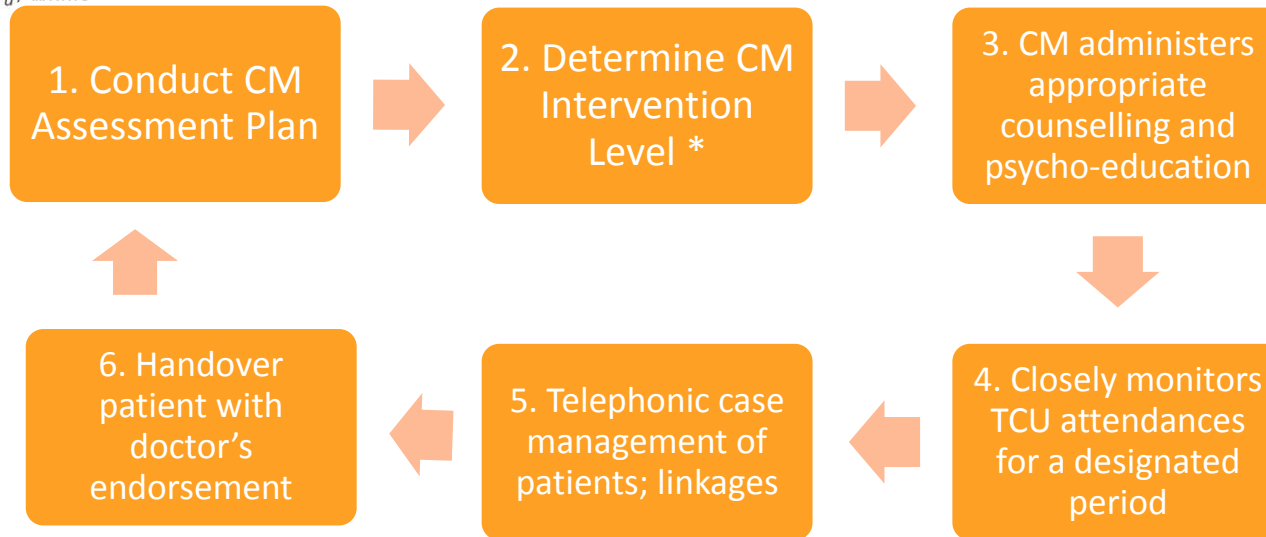 1. Conduct CM
Assessment Plan
2. Determine CM
Intervention
Level *
3. CM administers
appropriate
counselling and
psycho-education
4. Closely monitors
TCU attendances
for a designated
period
5. Telephonic case
management of
patients; linkages
6. Handover
patient with
doctor’s
endorsement